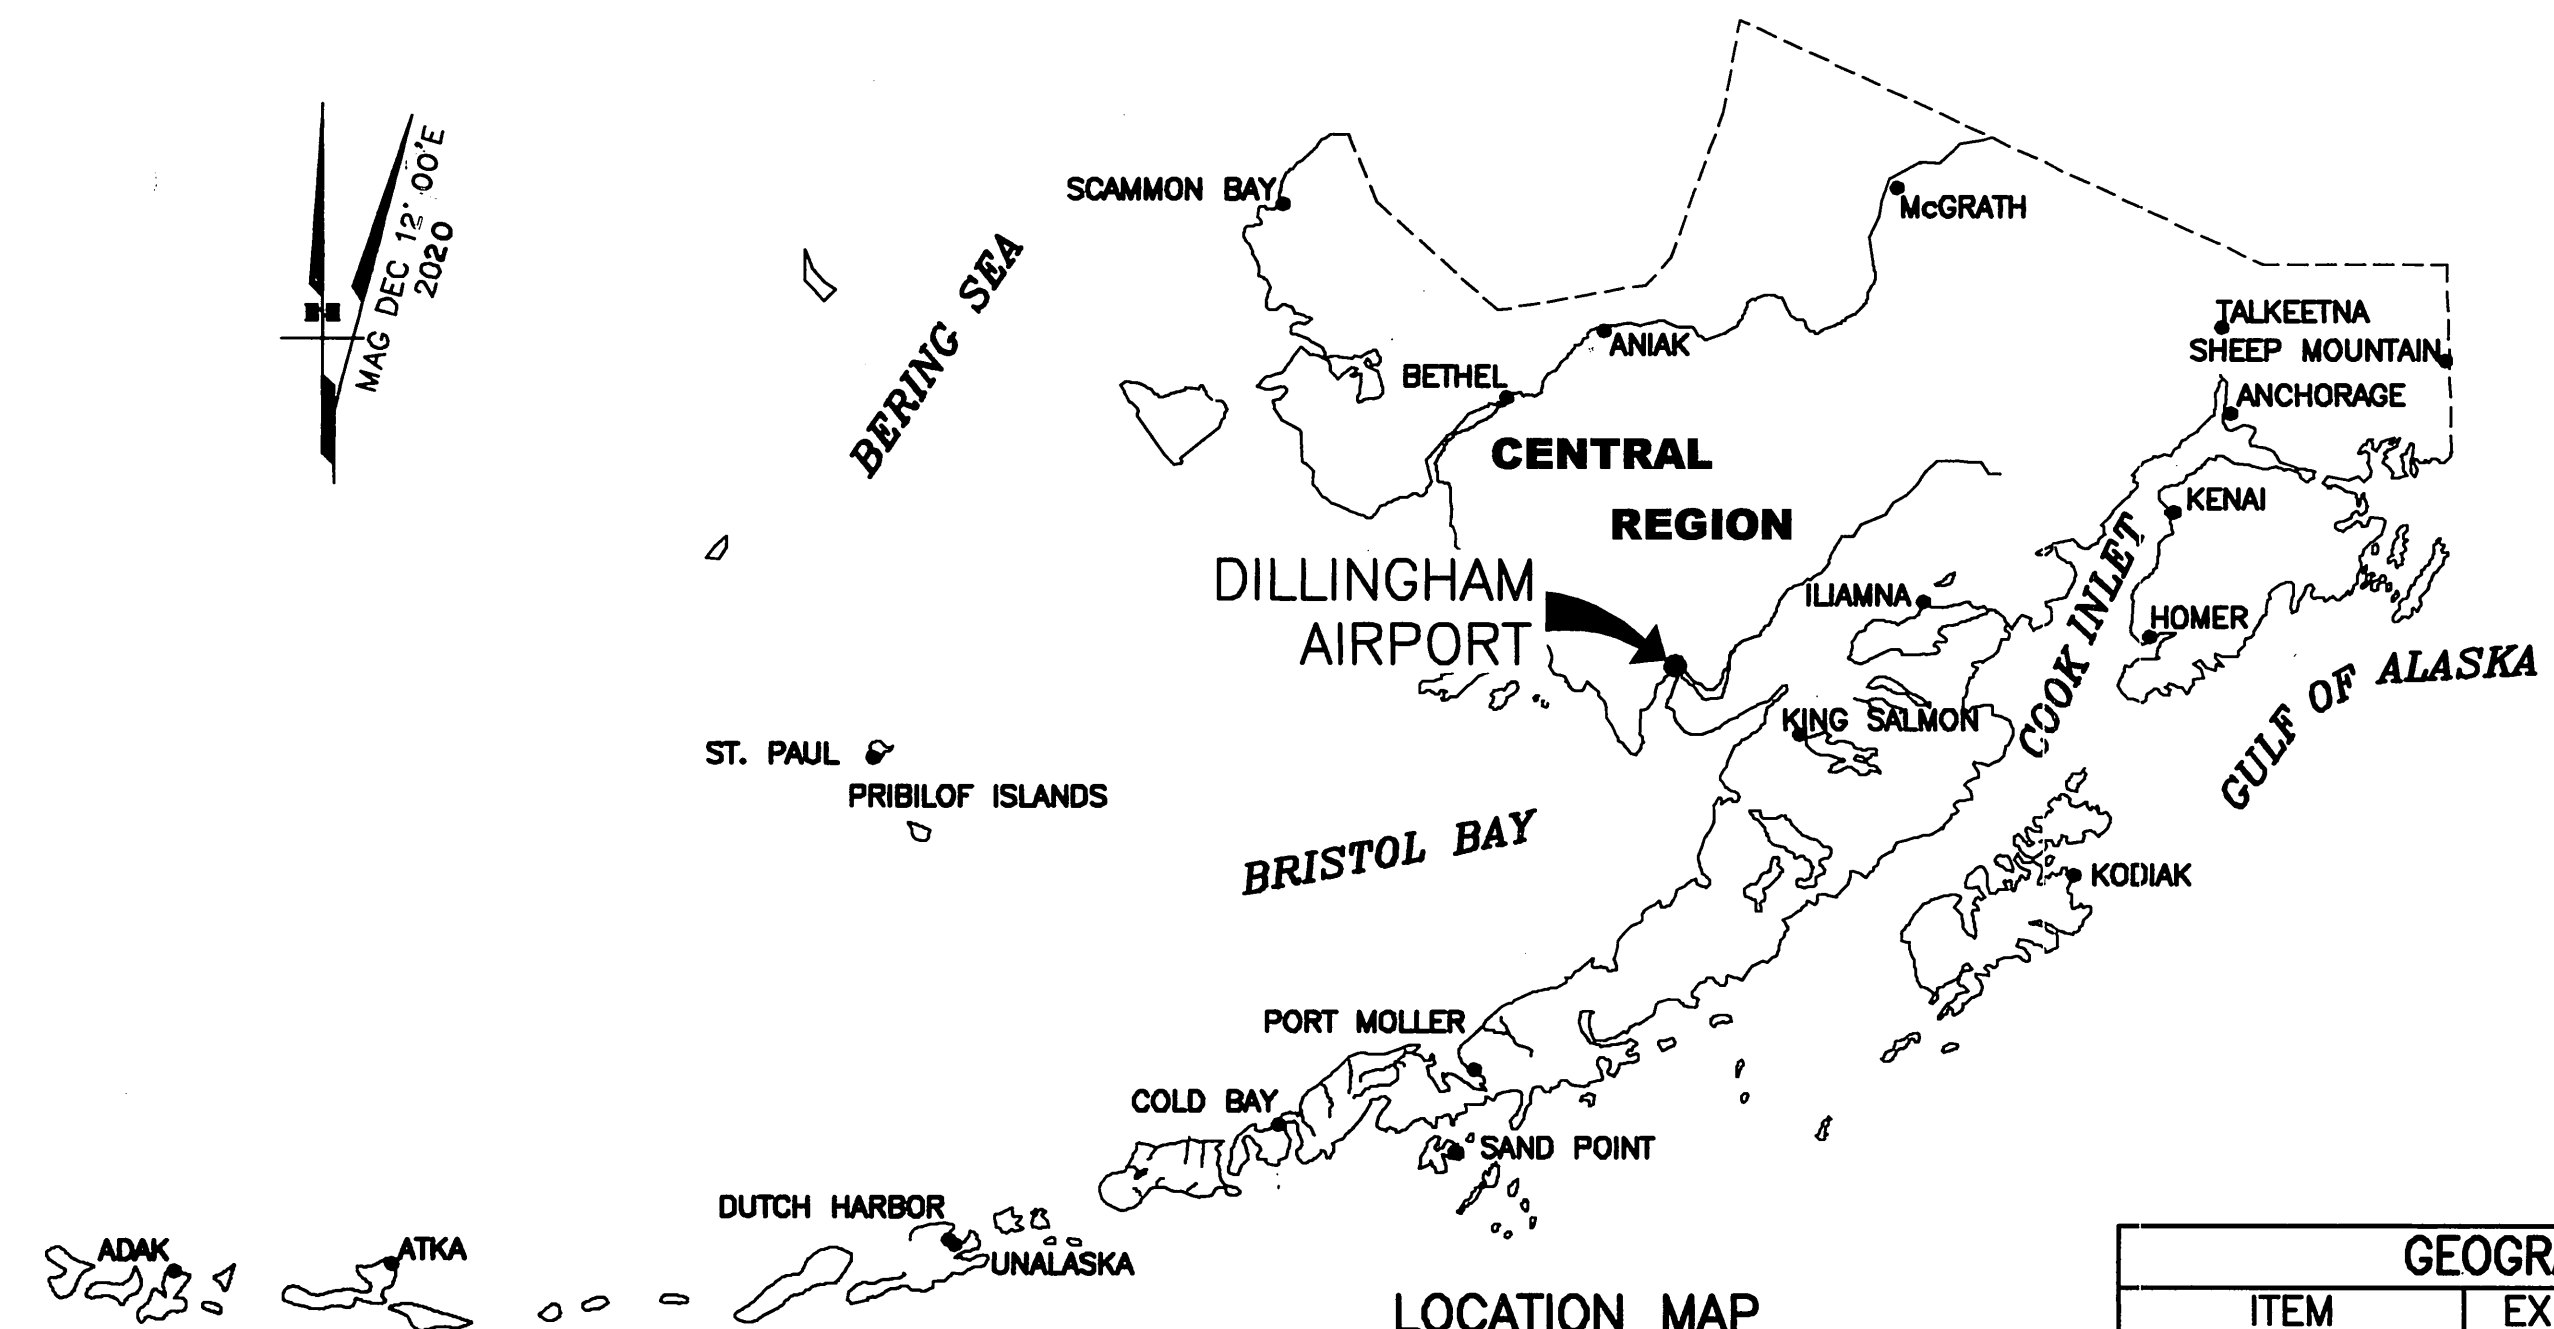 MAG DEC 12° 00'E
2020
SCAMMON BAY
McGRATH
BERING SEA
TALKEETNA
SHEEP MOUNTAIN
ANIAK
BETHEL
ANCHORAGE
CENTRAL
REGION
KENAI
DILLINGHAM
AIRPORT
ILIAMNA
HOMER
COOK INLET
GULF OF ALASKA
KING SALMON
ST. PAUL
PRIBILOF ISLANDS
BRISTOL BAY
KODIAK
PORT MOLLER
COLD BAY
SAND POINT
DUTCH HARBOR
UNALASKA
ADAK
ATKA
LOCATION MAP
GEOGRA
ITEM
EX